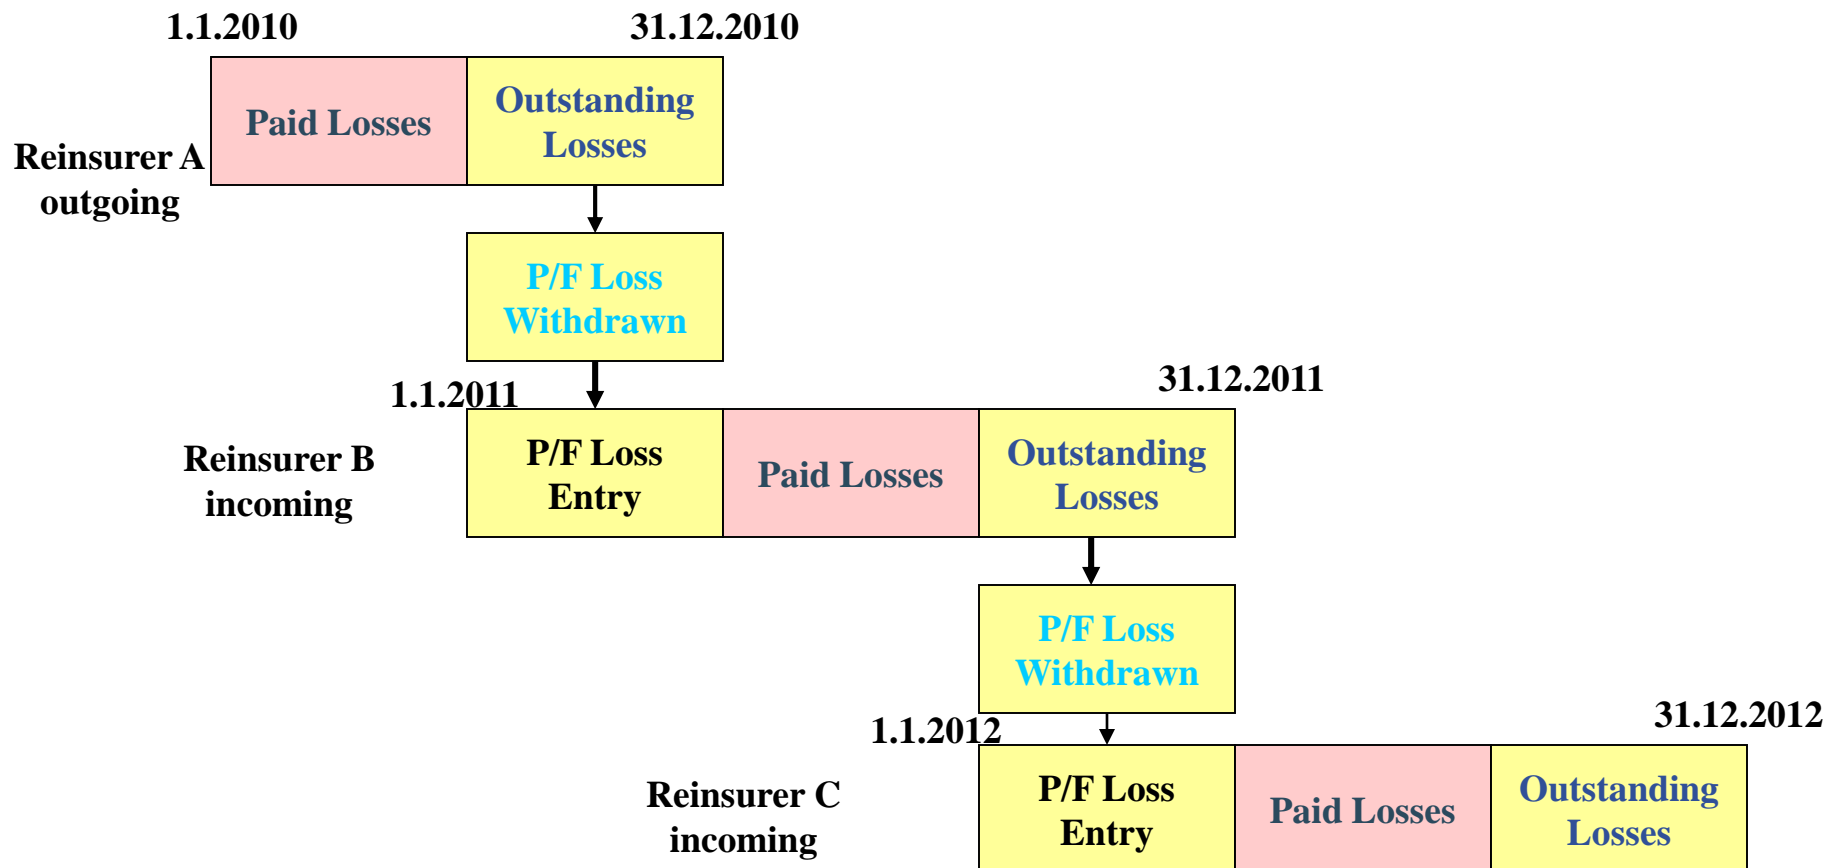 1.1.2010
31.12.2010
Paid Losses
Outstanding
Losses
Reinsurer A
outgoing
P/F Loss
Withdrawn
1.1.2011
31.12.2011
Reinsurer B
incoming
P/F Loss
Entry
Paid Losses
Outstanding
Losses
P/F Loss
Withdrawn
1.1.2012
31.12.2012
Reinsurer C
incoming
P/F Loss
Entry
Paid Losses
Outstanding
Losses